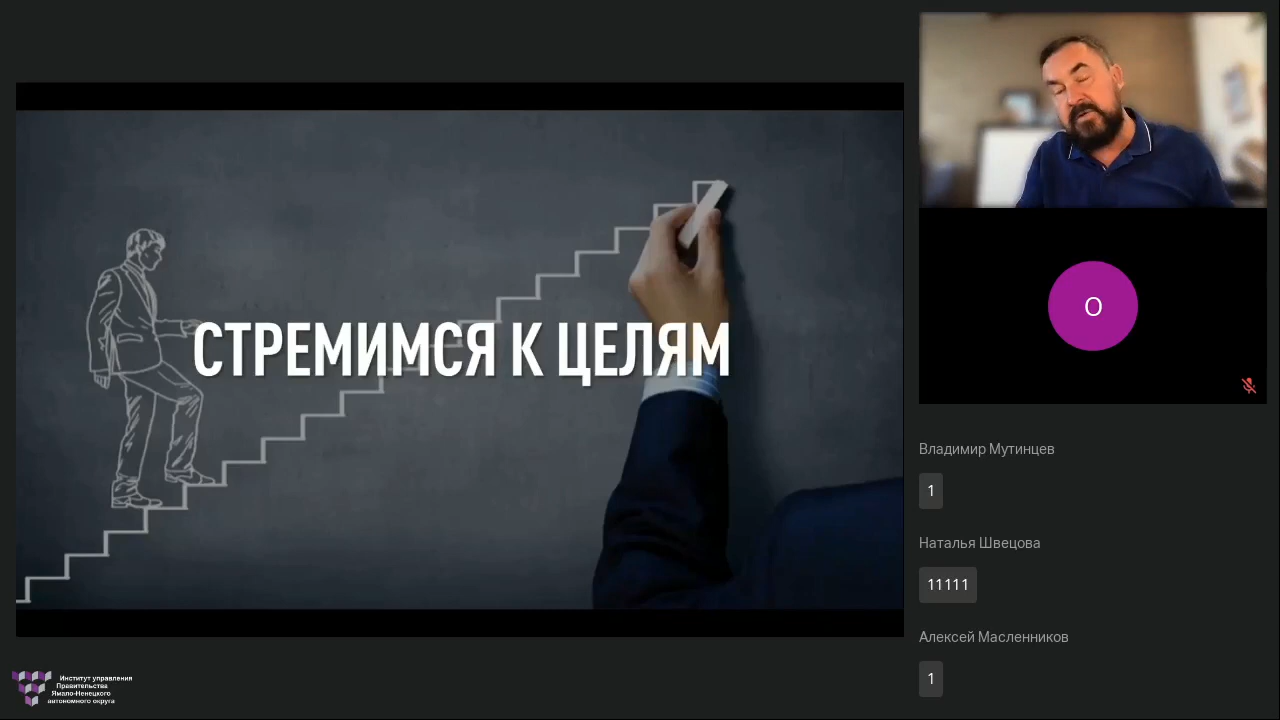 СТРЕМИМСЯ К ЦЕЛЯМ
О
Владимир Мутинцев
1
Наталья Швецова
11111
Алексей Масленников
1
Институт управления
Правительства
Ямало-Ненецкого
автономного округа